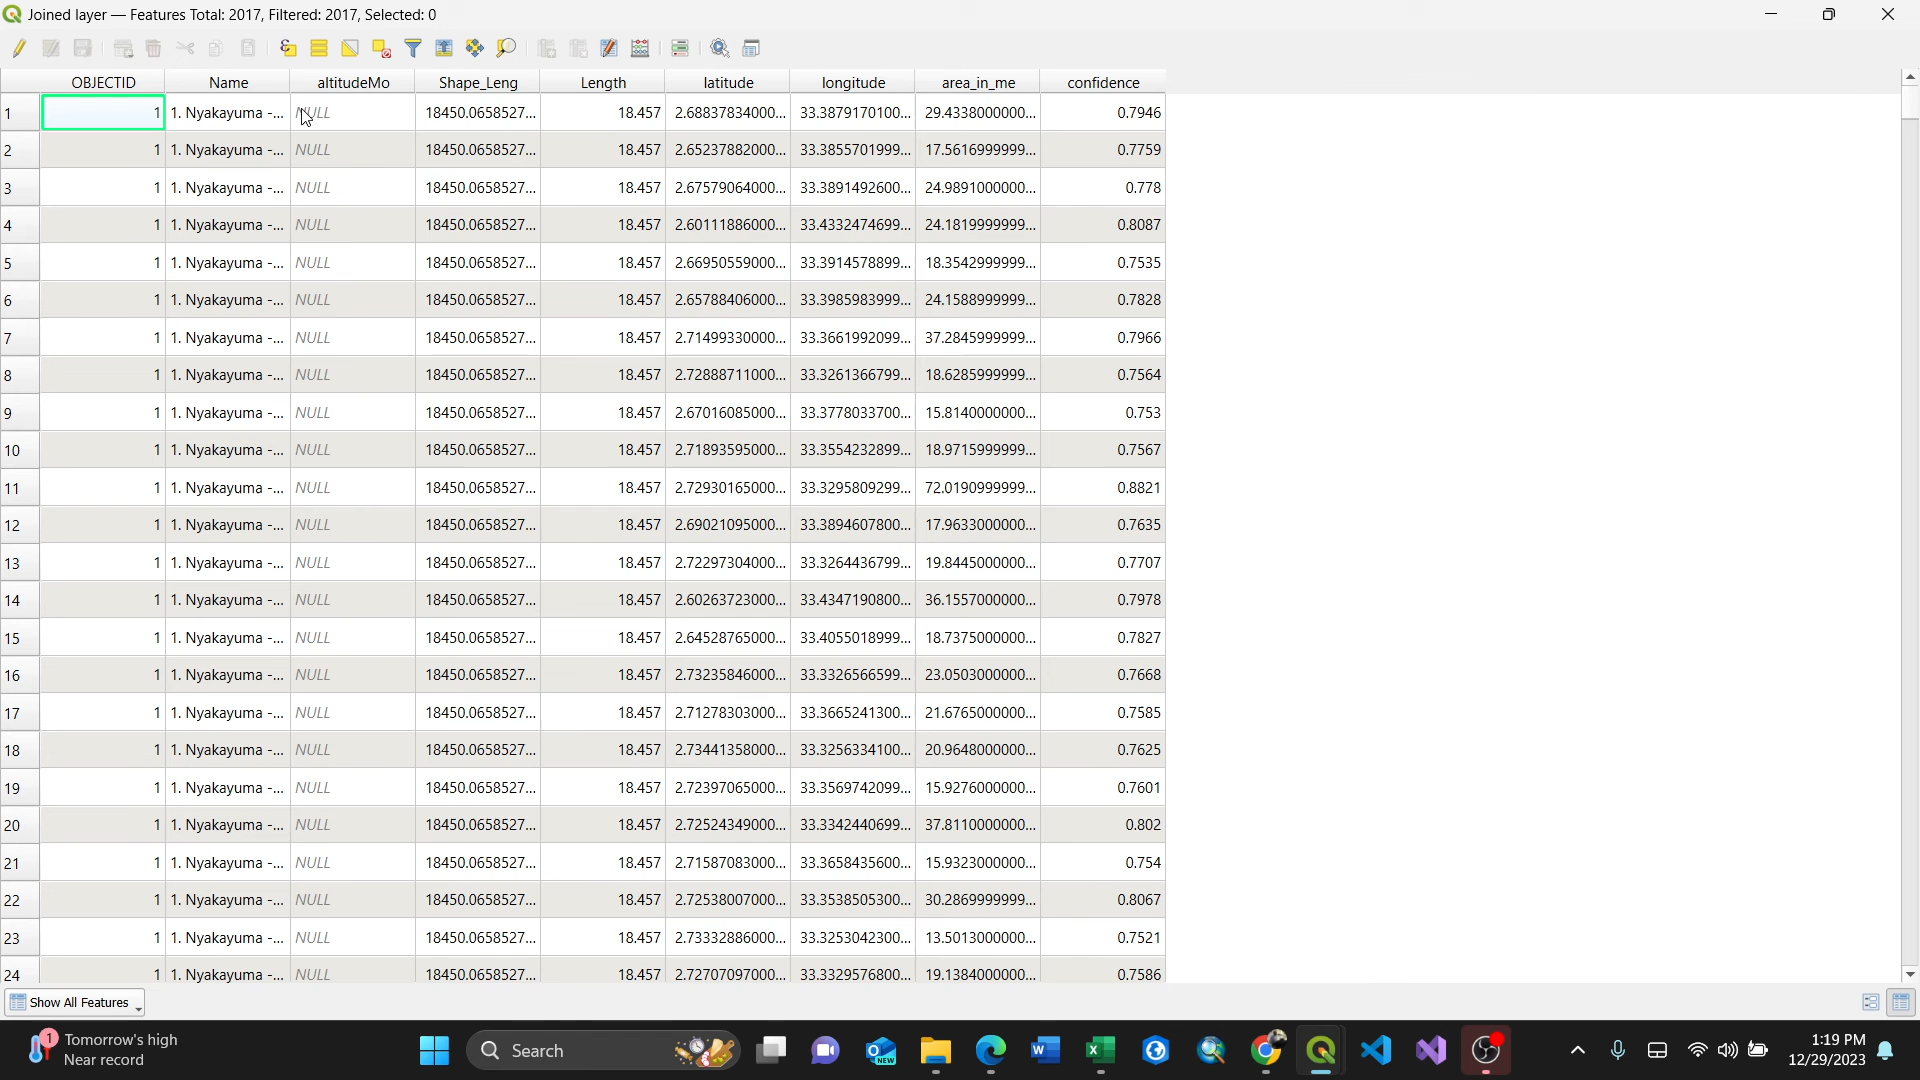 Joined layer — Features Total: 2017, Filtered: 2017, Selected: 0
OBJECTID Name altitudeMo Shape_Leng Length latitude longitude area_in_me confidence
1 1 1. Nyakayuma -... NULL 18450.0658527... 18.457 2.68837834000... 33.3879170100... 29.4338000000... 0.7946
2 1 1. Nyakayuma -... NULL 18450.0658527... 18.457 2.65237882000... 33.3855701999... 17.5616999999... 0.7759
3 1 1. Nyakayuma -... NULL 18450.0658527... 18.457 2.67579064000... 33.3891492600... 24.9891000000... 0.778
4 1 1. Nyakayuma -... NULL 18450.0658527... 18.457 2.60111886000... 33.4332474699... 24.1819999999... 0.8087
5 1 1. Nyakayuma -... NULL 18450.0658527... 18.457 2.66950559000... 33.3914578899... 18.3542999999... 0.7535
6 1 1. Nyakayuma -... NULL 18450.0658527... 18.457 2.65788406000... 33.3985983999... 24.1588999999... 0.7828
7 1 1. Nyakayuma -... NULL 18450.0658527... 18.457 2.71499330000... 33.3661992099... 37.2845999999... 0.7966
8 1 1. Nyakayuma -... NULL 18450.0658527... 18.457 2.72888711000... 33.3261366799... 18.6285999999... 0.7564
9 1 1. Nyakayuma -... NULL 18450.0658527... 18.457 2.67016085000... 33.3778033700... 15.8140000000... 0.753
10 1 1. Nyakayuma -... NULL 18450.0658527... 18.457 2.71893595000... 33.3554232899... 18.9715999999... 0.7567
11 1 1. Nyakayuma -... NULL 18450.0658527... 18.457 2.72930165000... 33.3295809299... 72.0190999999... 0.8821
12 1 1. Nyakayuma -... NULL 18450.0658527... 18.457 2.69021095000... 33.3894607800... 17.9633000000... 0.7635
13 1 1. Nyakayuma -... NULL 18450.0658527... 18.457 2.72297304000... 33.3264436799... 19.8445000000... 0.7707
14 1 1. Nyakayuma -... NULL 18450.0658527... 18.457 2.60263723000... 33.4347190800... 36.1557000000... 0.7978
15 1 1. Nyakayuma -... NULL 18450.0658527... 18.457 2.64528765000... 33.4055018999... 18.7375000000... 0.7827
16 1 1. Nyakayuma -... NULL 18450.0658527... 18.457 2.73235846000... 33.3326566599... 23.0503000000... 0.7668
17 1 1. Nyakayuma -... NULL 18450.0658527... 18.457 2.71278303000... 33.3665241300... 21.6765000000... 0.7585
18 1 1. Nyakayuma -... NULL 18450.0658527... 18.457 2.73441358000... 33.3256334100... 20.9648000000... 0.7625
19 1 1. Nyakayuma -... NULL 18450.0658527... 18.457 2.72397065000... 33.3569742099... 15.9276000000... 0.7601
20 1 1. Nyakayuma -... NULL 18450.0658527... 18.457 2.72524349000... 33.3342440699... 37.8110000000... 0.802
21 1 1. Nyakayuma -... NULL 18450.0658527... 18.457 2.71587083000... 33.3658435600... 15.9323000000... 0.754
22 1 1. Nyakayuma -... NULL 18450.0658527... 18.457 2.72538007000... 33.3538505300... 30.2869999999... 0.8067
23 1 1. Nyakayuma -... NULL 18450.0658527... 18.457 2.73332886000... 33.3253042300... 13.5013000000... 0.7521
24 1 1. Nyakayuma -... NULL 18450.0658527... 18.457 2.72707097000... 33.3329576800... 19.1384000000... 0.7586
Show All Features
1 Tomorrow's high
Near record
Search
NEW
1:19 PM
12/29/2023